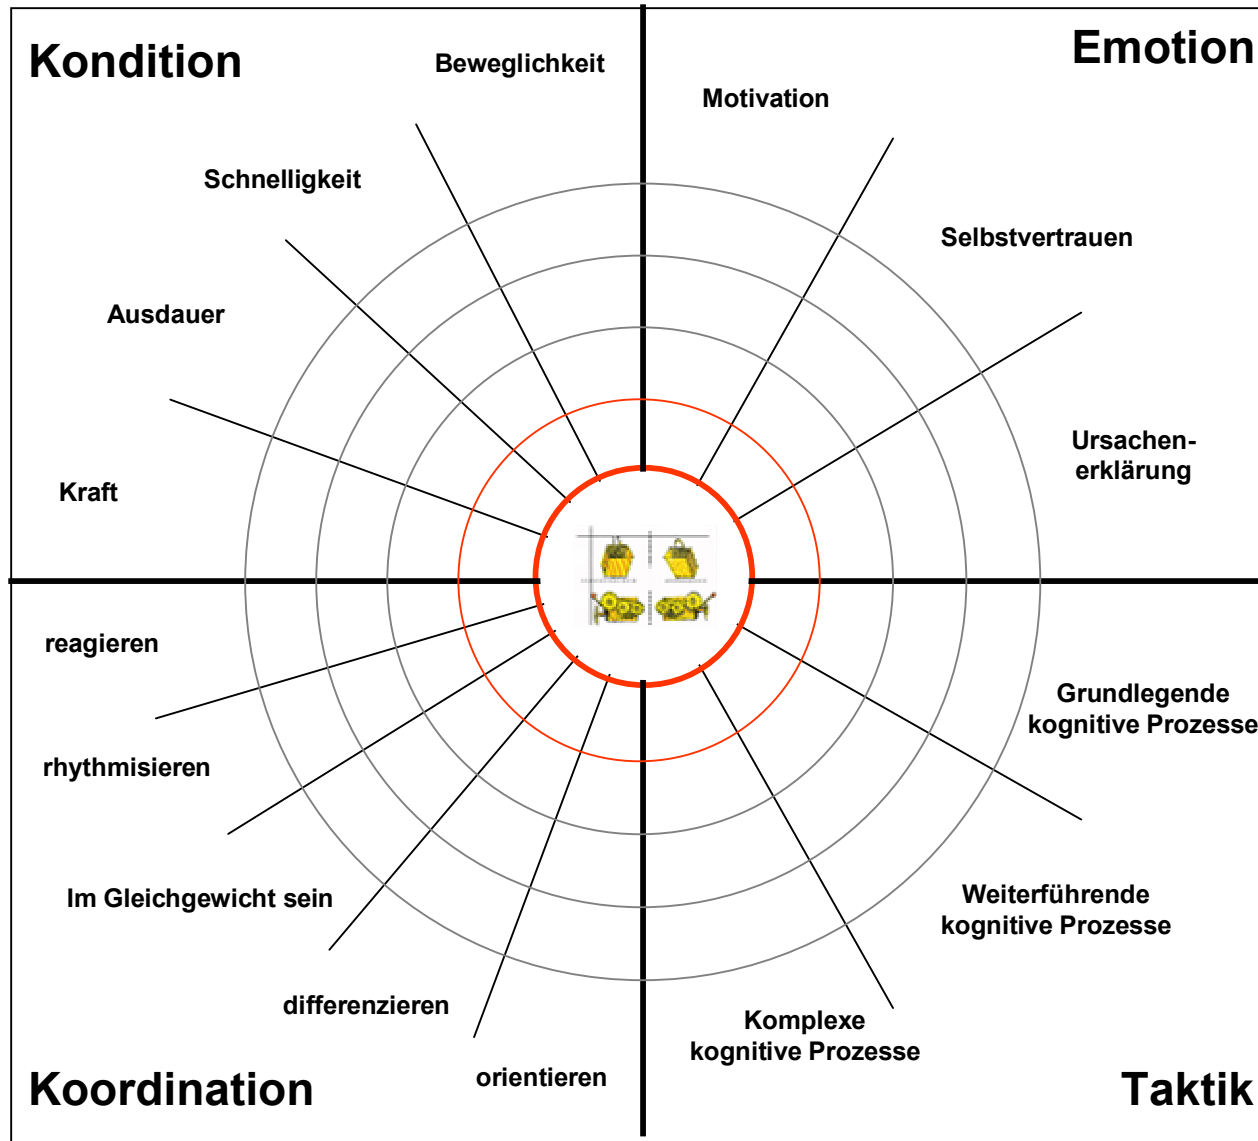 Kondition
Beweglichkeit
Schnelligkeit
Ausdauer
Kraft
Emotion
Motivation
Selbstvertrauen
Ursachen-
erklärung
reagieren
rhythmisieren
Im Gleichgewicht sein
differenzieren
orientieren
Koordination
Grundlegende
kognitive Prozesse
Weiterführende
kognitive Prozesse
Komplexe
kognitive Prozesse
Taktik